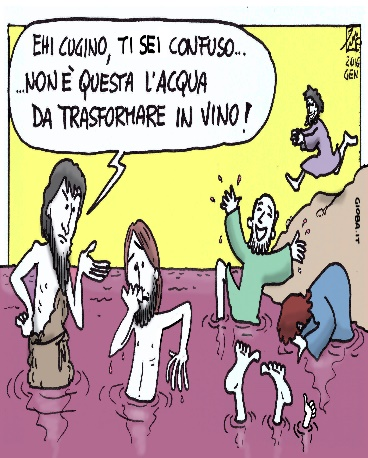 EHI CUGINO, TI SEI CONFUSO...
...NON È QUESTA L'ACQUA
DA TRASFORMARE IN VINO!
2016
GEN
GIOBA.IT